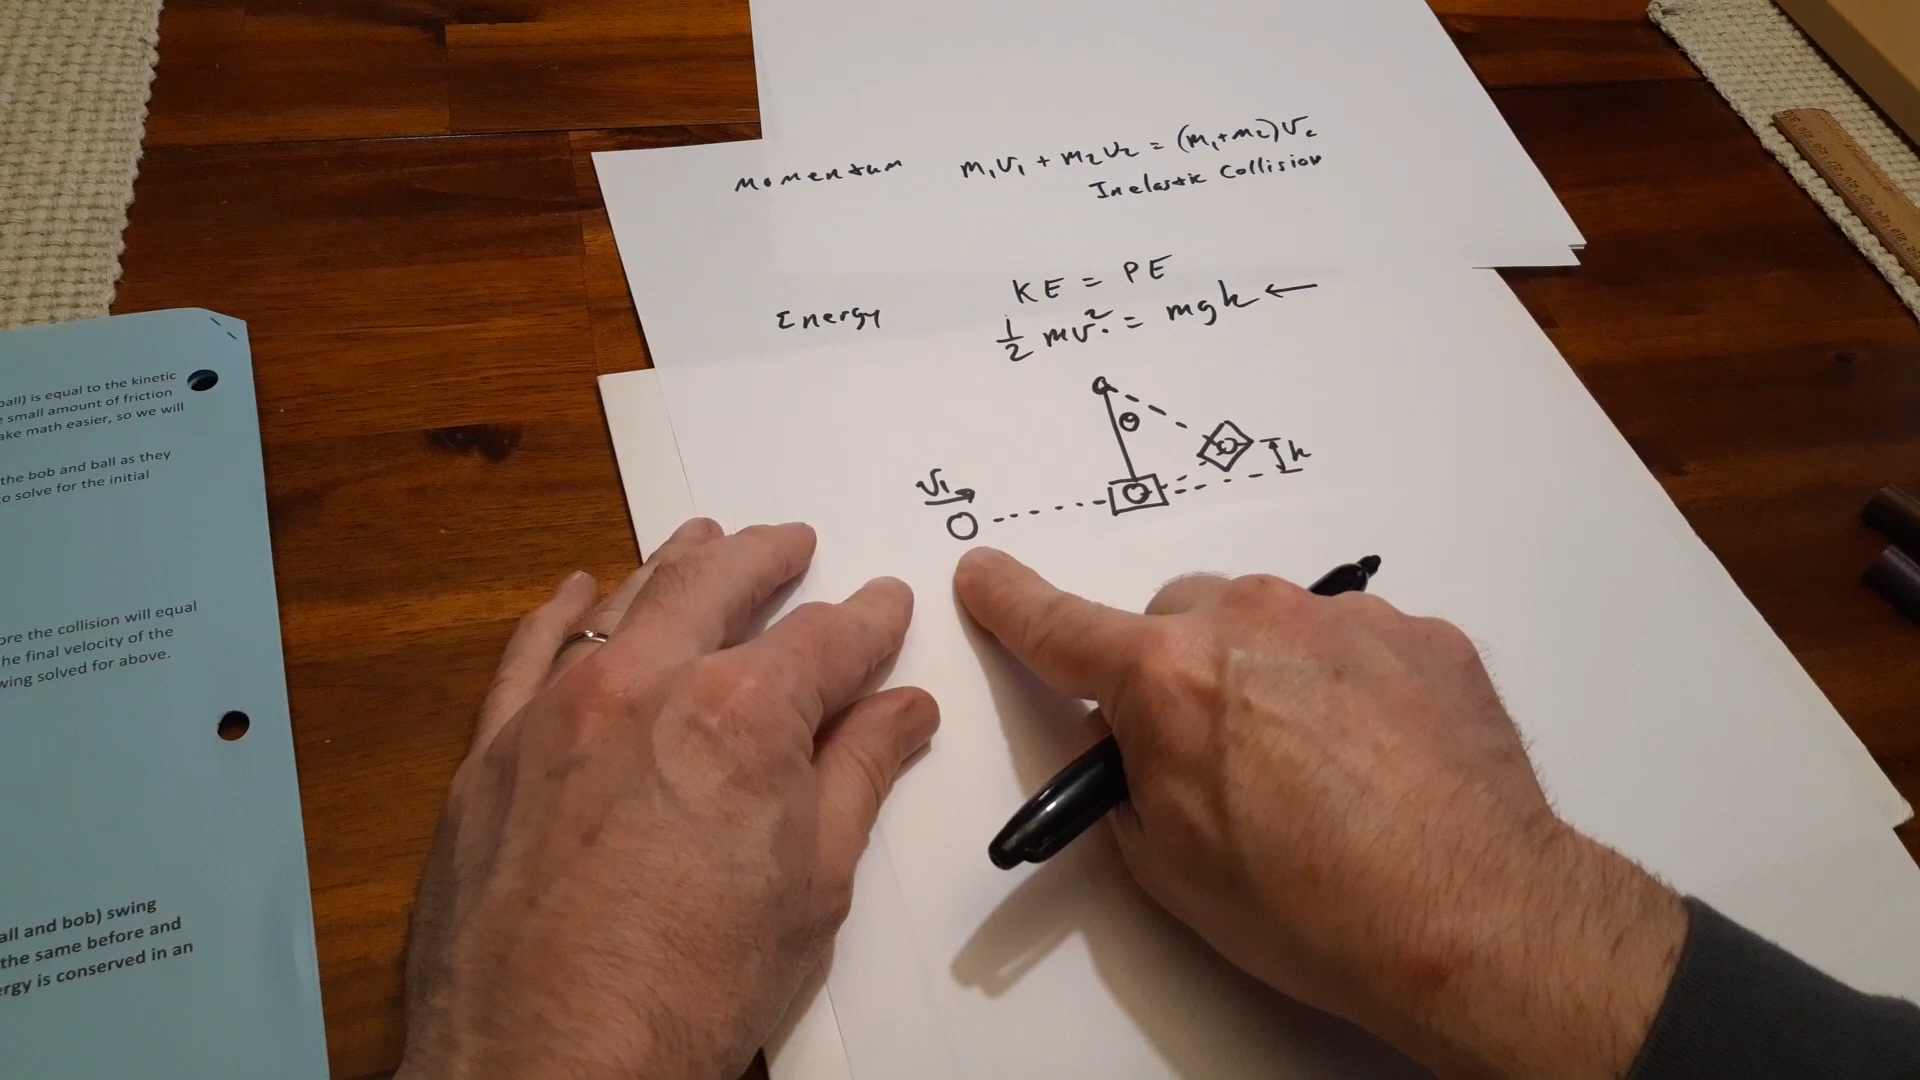 Momentum m₁v₁ + m₂v₂ = (m₁+m₂)v₂
Inelastic Collision
KE = PE
Energy ½ mv² = mgh ←
θ
h
v₁
ball) is equal to the kinetic
small amount of friction
ake math easier, so we will
the bob and ball as they
o solve for the initial
ore the collision will equal
he final velocity of the
wing solved for above.
all and bob) swing
the same before and
ergy is conserved in an